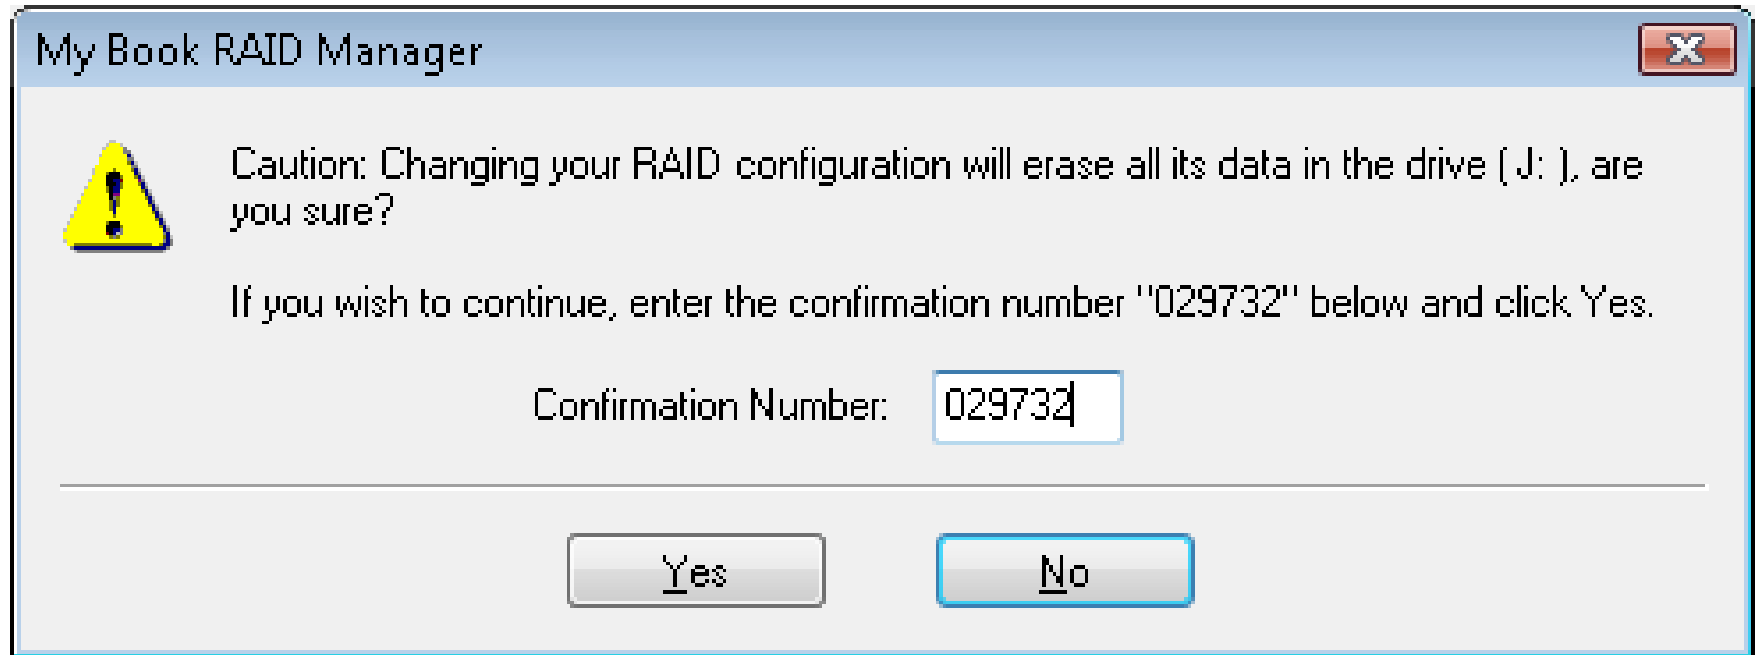 My Book RAID Manager
Caution: Changing your RAID configuration will erase all its data in the drive ( J: ), are
you sure?
If you wish to continue, enter the confirmation number "029732" below and click Yes.
Confirmation Number: 029732
Yes No